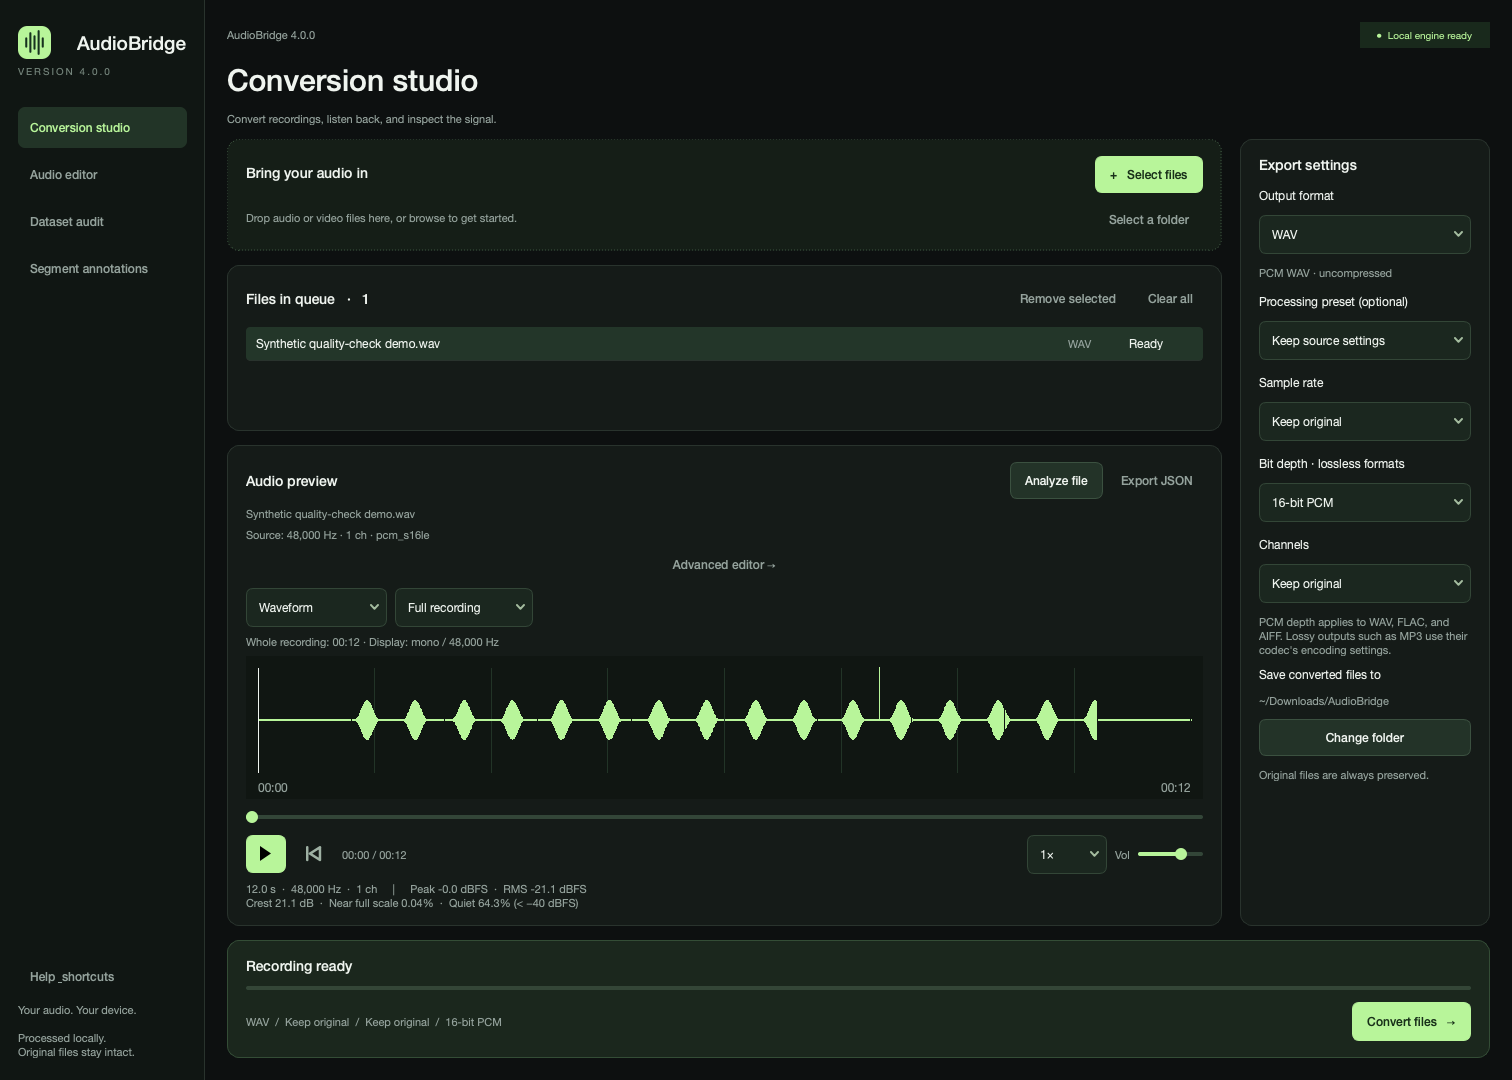 AudioBridge
VERSION 4.0.0
Conversion studio
Audio editor
Dataset audit
Segment annotations
Help _shortcuts
Your audio. Your device.
Processed locally.
Original files stay intact.
AudioBridge 4.0.0
● Local engine ready
Conversion studio
Convert recordings, listen back, and inspect the signal.
Bring your audio in
+ Select files
Drop audio or video files here, or browse to get started.
Select a folder
Files in queue · 1
Remove selected
Clear all
Synthetic quality-check demo.wav
WAV
Ready
Audio preview
Analyze file
Export JSON
Synthetic quality-check demo.wav
Source: 48,000 Hz · 1 ch · pcm_s16le
Advanced editor→
Waveform
Full recording
Whole recording: 00:12 · Display: mono / 48,000 Hz
00:00
00:12
00:00 / 00:12
1×
Vol
12.0 s · 48,000 Hz · 1 ch | Peak -0.0 dBFS · RMS -21.1 dBFS
Crest 21.1 dB · Near full scale 0.04% · Quiet 64.3% (< −40 dBFS)
Export settings
Output format
WAV
PCM WAV · uncompressed
Processing preset (optional)
Keep source settings
Sample rate
Keep original
Bit depth · lossless formats
16-bit PCM
Channels
Keep original
PCM depth applies to WAV, FLAC, and
AIFF. Lossy outputs such as MP3 use their
codec's encoding settings.
Save converted files to
~/Downloads/AudioBridge
Change folder
Original files are always preserved.
Recording ready
WAV / Keep original / Keep original / 16-bit PCM
Convert files →